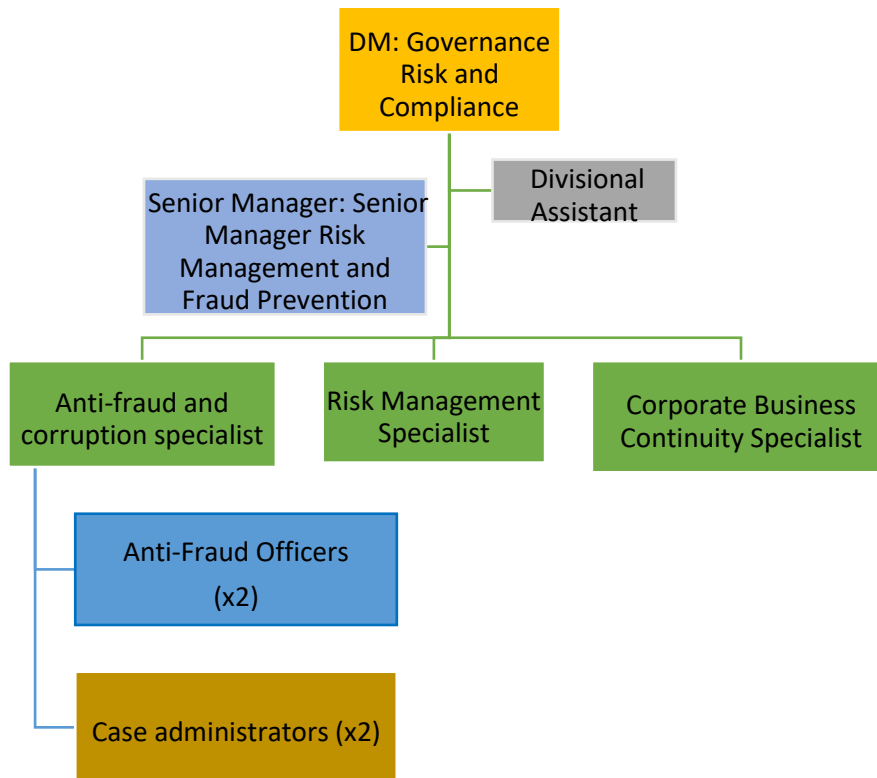 DM: Governance
Risk and
Compliance
Divisional
Assistant
Senior Manager: Senior
Manager Risk
Management and
Fraud Prevention
Anti-fraud and
corruption specialist
Risk Management
Specialist
Corporate Business
Continuity Specialist
Anti-Fraud Officers
(x2)
Case administrators (x2)